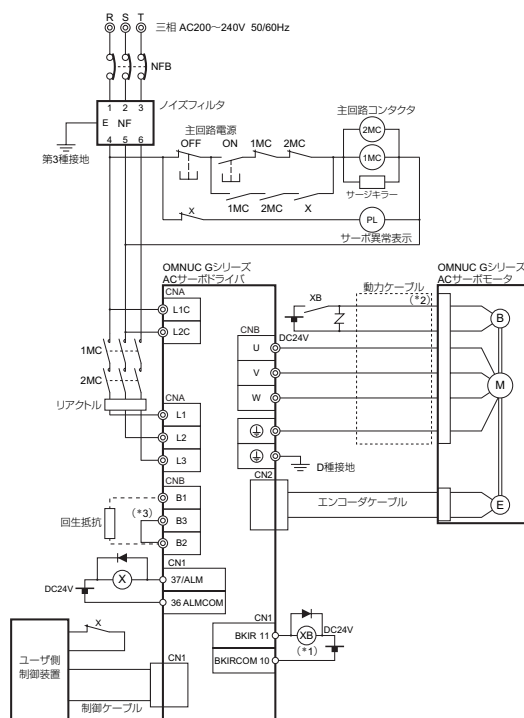 R S T
三相 AC200～240V 50/60Hz
NFB
1 2 3
ノイズフィルタ
E NF
4 5 6
第3種接地
主回路電源
OFF ON 1MC 2MC
主回路コンタクタ
2MC
1MC
サージキラー
1MC 2MC X
X
PL
サーボ異常表示
OMNUC Gシリーズ
ACサーボドライバ
OMNUC Gシリーズ
ACサーボモータ
動力ケーブル
(*2)
XB
DC24V
CNA
L1C
L2C
1MC
2MC
リアクトル
CNA
L1
L2
L3
CNB
U
V
W
B
M
D種接地
CN2
エンコーダケーブル
E
CNB
B1
回生抵抗
(*3)
B3
B2
CN1
X
37/ALM
DC24V
36 ALMCOM
CN1
BKIR 11
XB
(*1)
DC24V
BKIRCOM 10
X
ユーザ側
制御装置
CN1
制御ケーブル